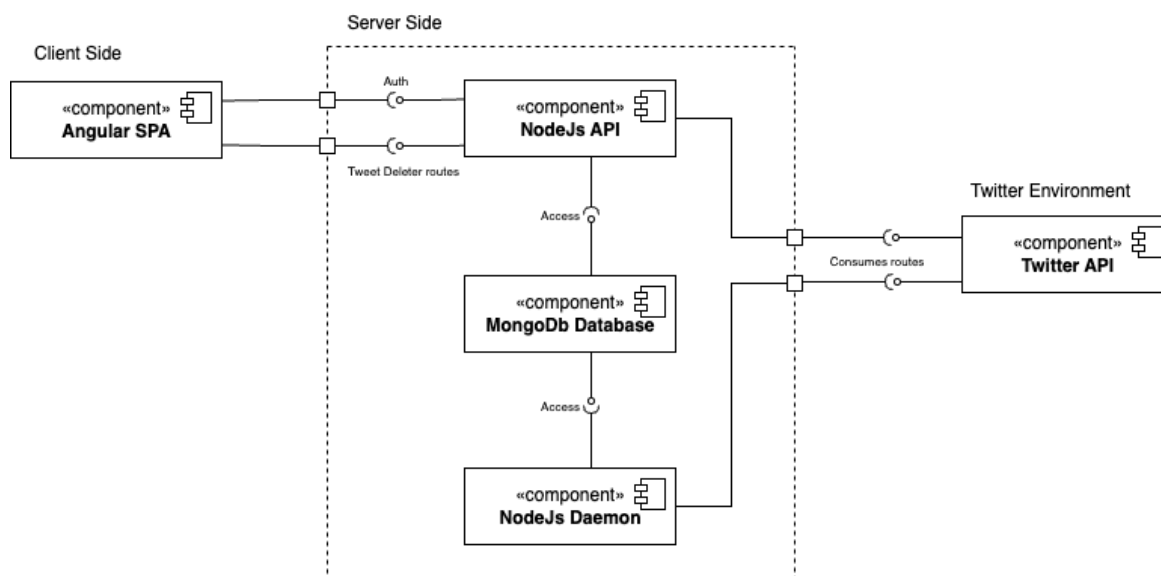 Server Side
Client Side
Auth
«component»
Angular SPA
«component»
NodeJs API
Tweet Deleter routes
Twitter Environment
Access
«component»
Twitter API
Consumes routes
«component»
MongoDb Database
Access
«component»
NodeJs Daemon